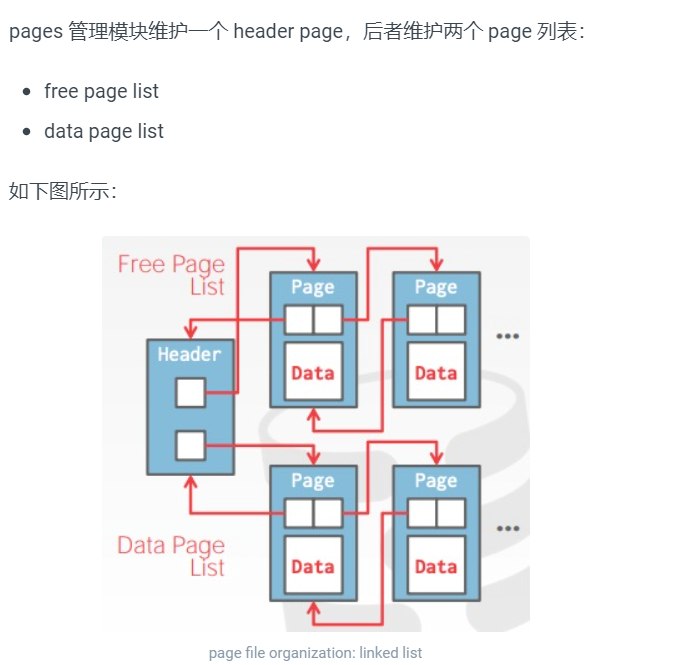 pages 管理模块维护一个 header page，后者维护两个 page 列表：
free page list
data page list
如下图所示：
Free Page
List
Page
Page
Header
Data
Data
...
Page
Page
Data Page
List
Data
Data
...
page file organization: linked list